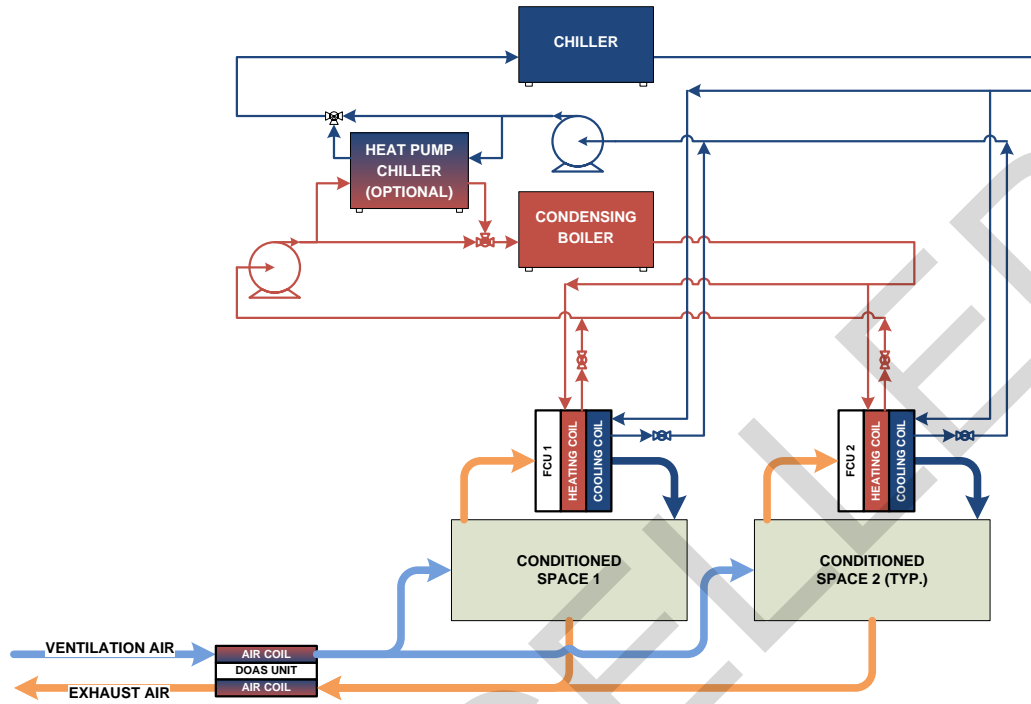 CHILLER
HEAT PUMP
CHILLER
(OPTIONAL)
CONDENSING
BOILER
FCU 1
HEATING COIL
COOLING COIL
FCU 2
HEATING COIL
COOLING COIL
CONDITIONED
SPACE 1
CONDITIONED
SPACE 2 (TYP.)
VENTILATION AIR
AIR COIL
DOAS UNIT
EXHAUST AIR
AIR COIL